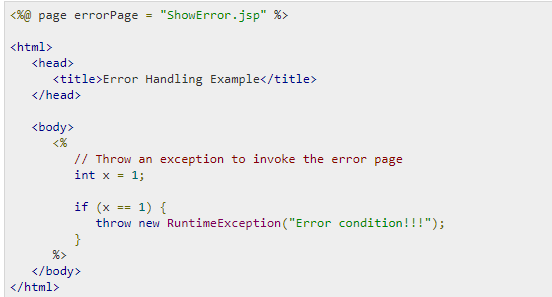 <%@ page errorPage = "ShowError.jsp" %>
<html>
<head>
<title>Error Handling Example</title>
</head>
<body>
<%
// Throw an exception to invoke the error page
int x = 1;
if (x == 1) {
throw new RuntimeException("Error condition!!!");
}
%>
</body>
</html>